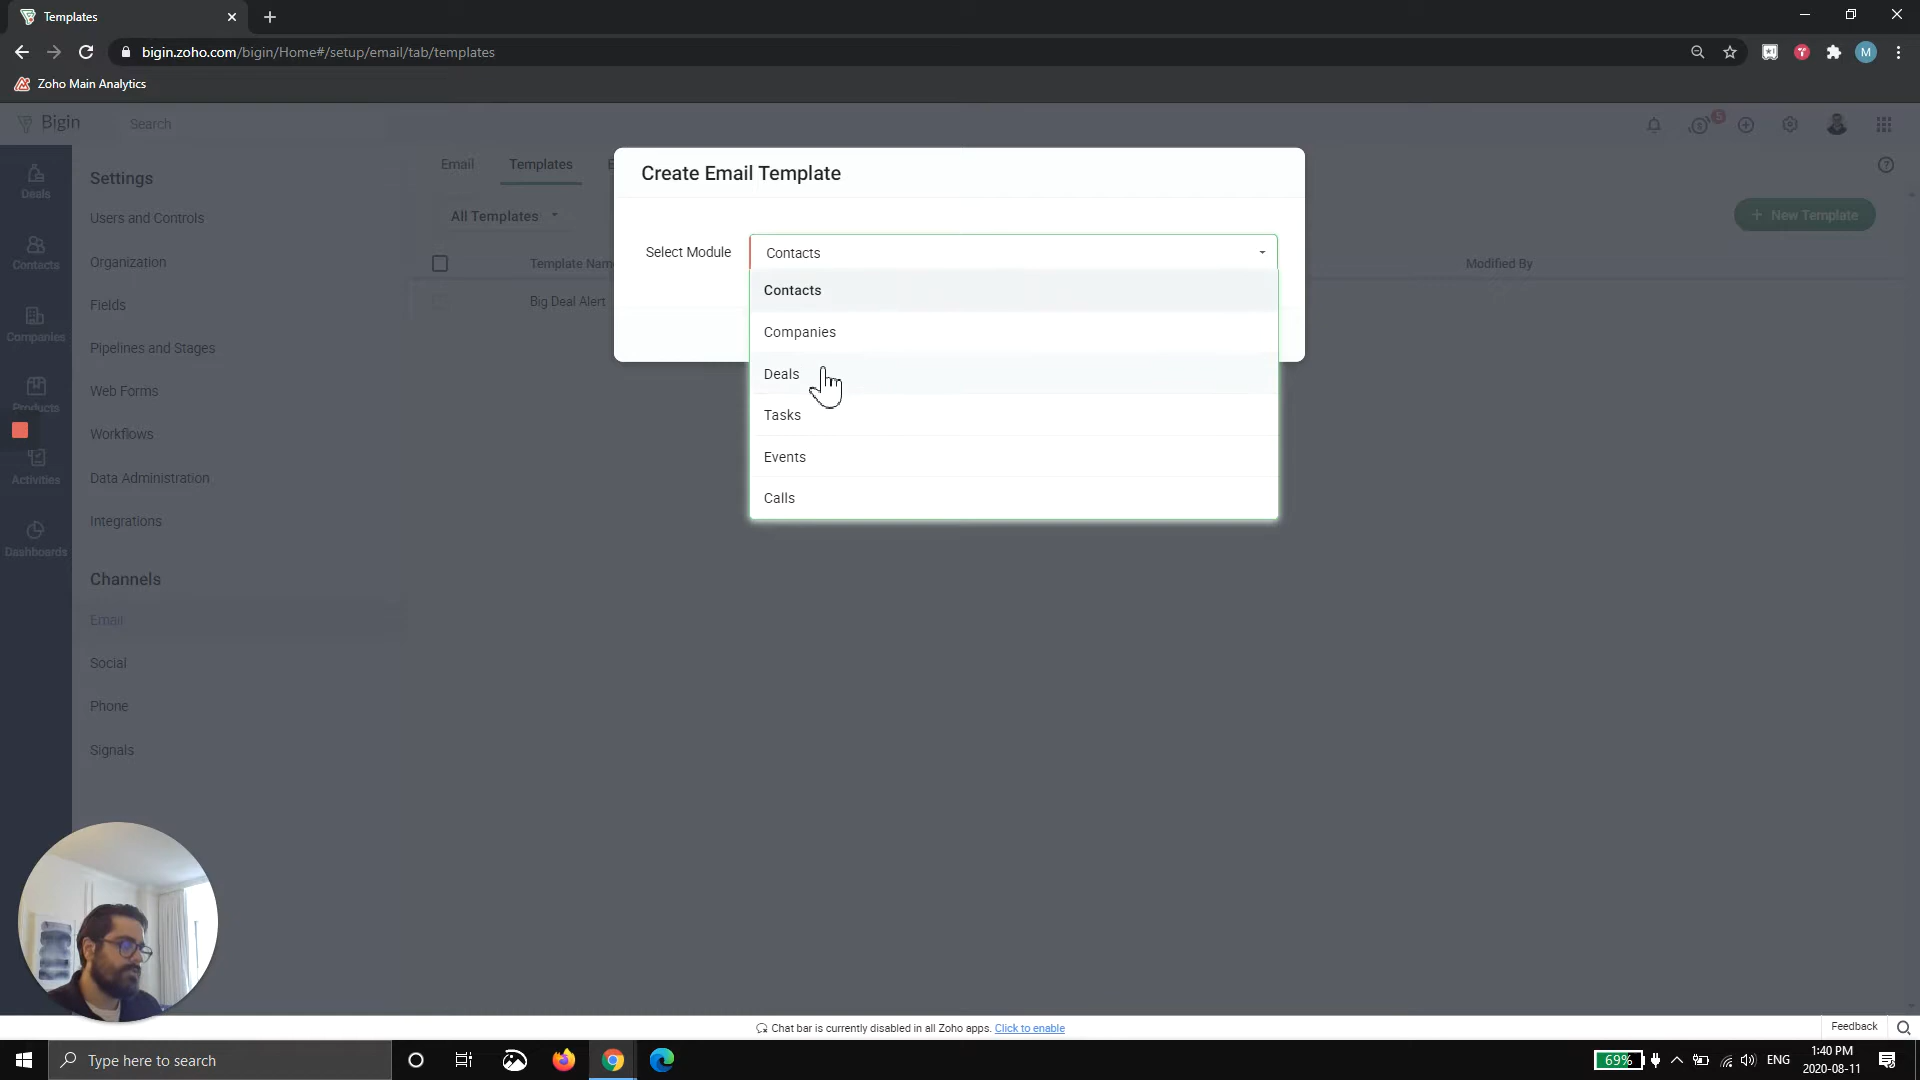 Templates
bigin.zoho.com/bigin/Home#/setup/email/tab/templates
M
Zoho Main Analytics
Bigin
Search
5
Deals
Contacts
Companies
Products
Activities
Dashboards
Settings
Users and Controls
Organization
Fields
Pipelines and Stages
Web Forms
Workflows
Data Administration
Integrations
Channels
Email
Social
Phone
Signals
Email Templates
All Templates
+ New Template
Template Name
Modified By
Big Deal Alert
Create Email Template
Select Module Contacts
Contacts
Companies
Deals
Tasks
Events
Calls
Chat bar is currently disabled in all Zoho apps. Click to enable
Feedback
Type here to search
69%
ENG
1:40 PM
2020-08-11